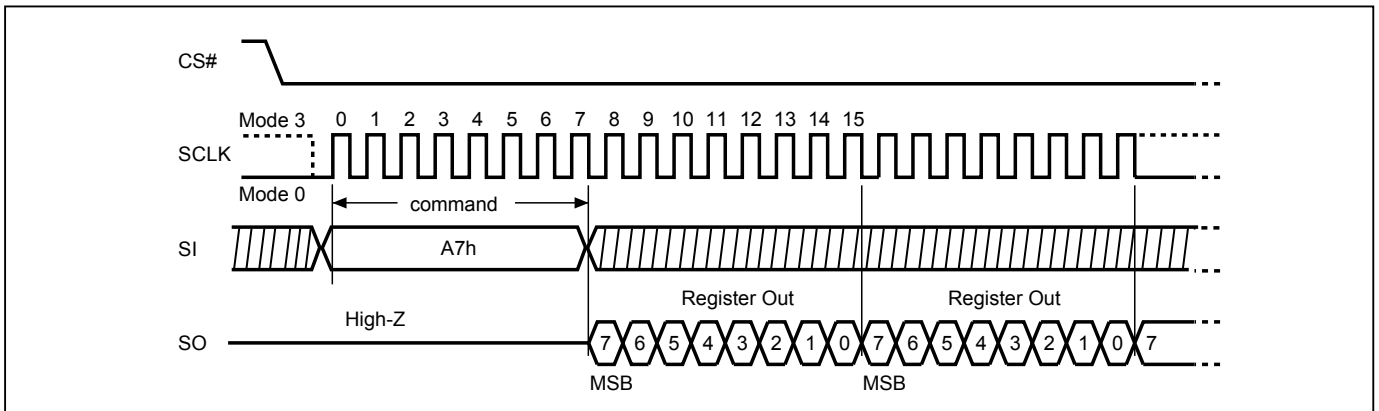 CS#
Mode 3 0 1 2 3 4 5 6 7 8 9 10 11 12 13 14 15
SCLK
Mode 0
command
SI A7h
Register Out Register Out
High-Z
SO 7 6 5 4 3 2 1 0 7 6 5 4 3 2 1 0 7
MSB MSB